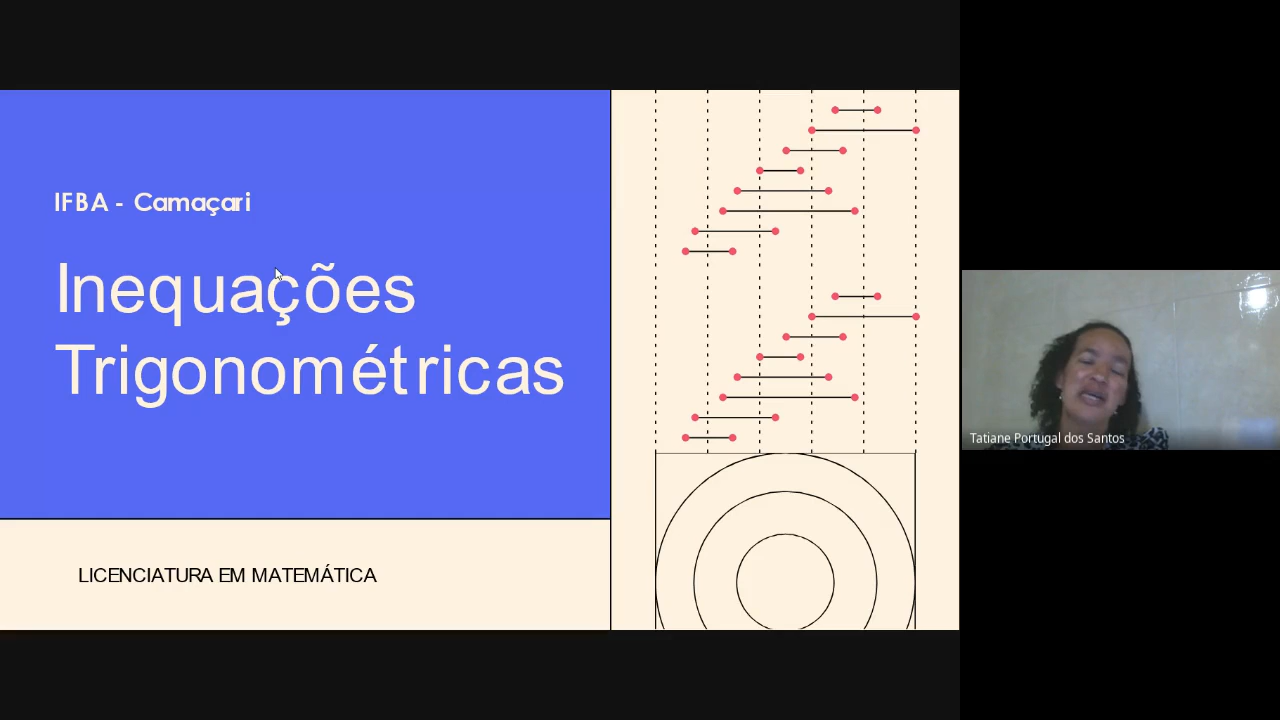 IFBA - Camaçari
Inequações
Trigonométricas
LICENCIATURA EM MATEMÁTICA
Tatiane Portugal dos Santos